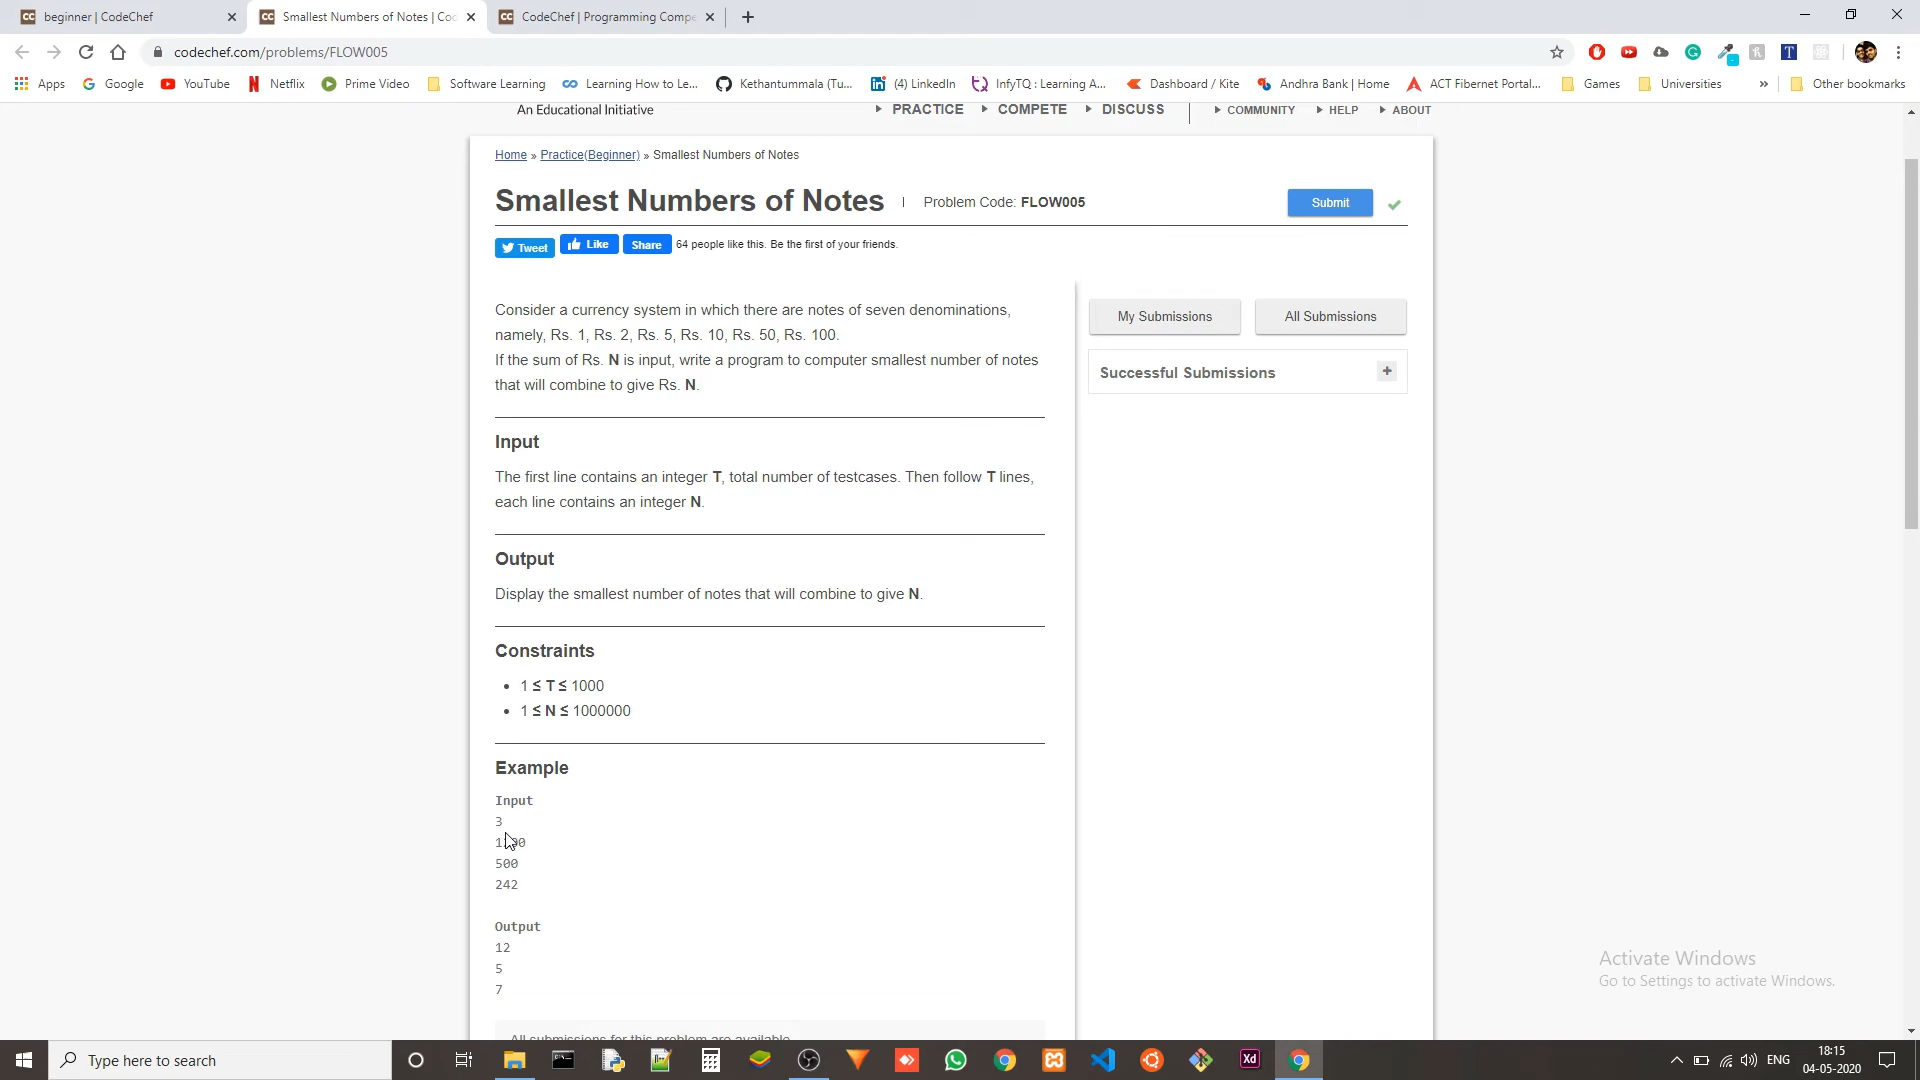 beginner | CodeChef
Smallest Numbers of Notes | Coc
CodeChef | Programming Compe
codechef.com/problems/FLOW005
Apps
Google
YouTube
Netflix
Prime Video
Software Learning
Learning How to Le...
Kethantummala (Tu...
(4) LinkedIn
InfyTQ : Learning A...
Dashboard / Kite
Andhra Bank | Home
ACT Fibernet Portal...
Games
Universities
»
Other bookmarks
An Educational Initiative
PRACTICE
COMPETE
DISCUSS
COMMUNITY
HELP
ABOUT
Home » Practice(Beginner) » Smallest Numbers of Notes
Smallest Numbers of Notes
Problem Code: FLOW005
Submit
Tweet
Like
Share
64 people like this. Be the first of your friends.
Consider a currency system in which there are notes of seven denominations,
namely, Rs. 1, Rs. 2, Rs. 5, Rs. 10, Rs. 50, Rs. 100.
If the sum of Rs. N is input, write a program to computer smallest number of notes
that will combine to give Rs. N.
My Submissions
All Submissions
Successful Submissions
+
Input
The first line contains an integer T, total number of testcases. Then follow T lines,
each line contains an integer N.
Output
Display the smallest number of notes that will combine to give N.
Constraints
1 ≤ T ≤ 1000
1 ≤ N ≤ 1000000
Example
Input
3
500
242
Output
12
5
7
All submissions for this problem are available.
Activate Windows
Go to Settings to activate Windows.
Type here to search
Xd
ENG
18:15
04-05-2020